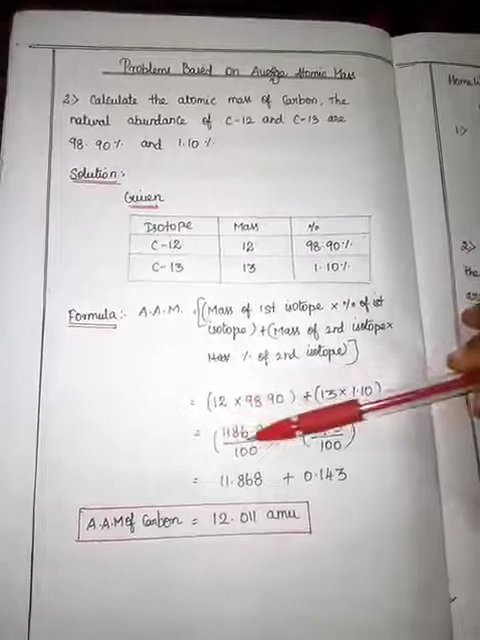 Problems Based On Average Atomic Mass
2) Calculate the atomic mass of Carbon, The
natural abundance of C-12 and C-13 are
98.90% and 1.10%.
Solution:-
Given
Isotope Mass %
C-12 12 98.90%
C-13 13 1.10%
Formula:- A.A.M. = [(Mass of 1st isotope × % of 1st
isotope) + (Mass of 2nd isotope ×
% of 2nd isotope)]
= (12 × 98.90) + (13 × 1.10)
= (1186 / 100 ( / 100)
= 11.868 + 0.143
A.A.M of Carbon = 12.011 amu
1)
2)
the